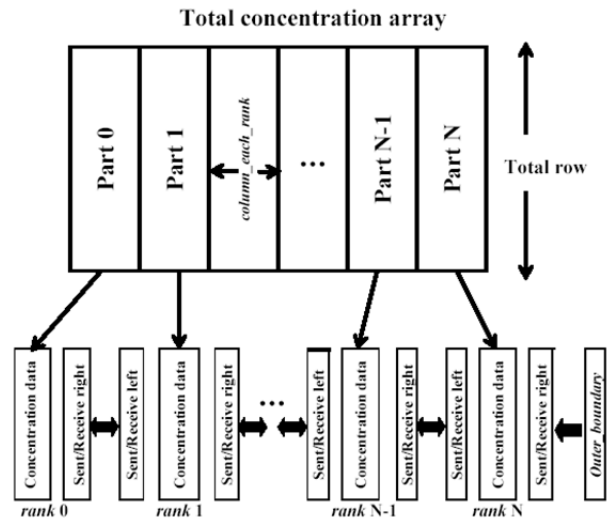 Total concentration array
Part 0
Part 1
column_each_rank
...
Part N-1
Part N
Total row
Concentration data
Sent/Receive right
Sent/Receive left
Concentration data
Sent/Receive right
...
Sent/Receive left
Concentration data
Sent/Receive right
Sent/Receive left
Concentration data
Sent/Receive right
Outer_boundary
rank 0
rank 1
rank N-1
rank N